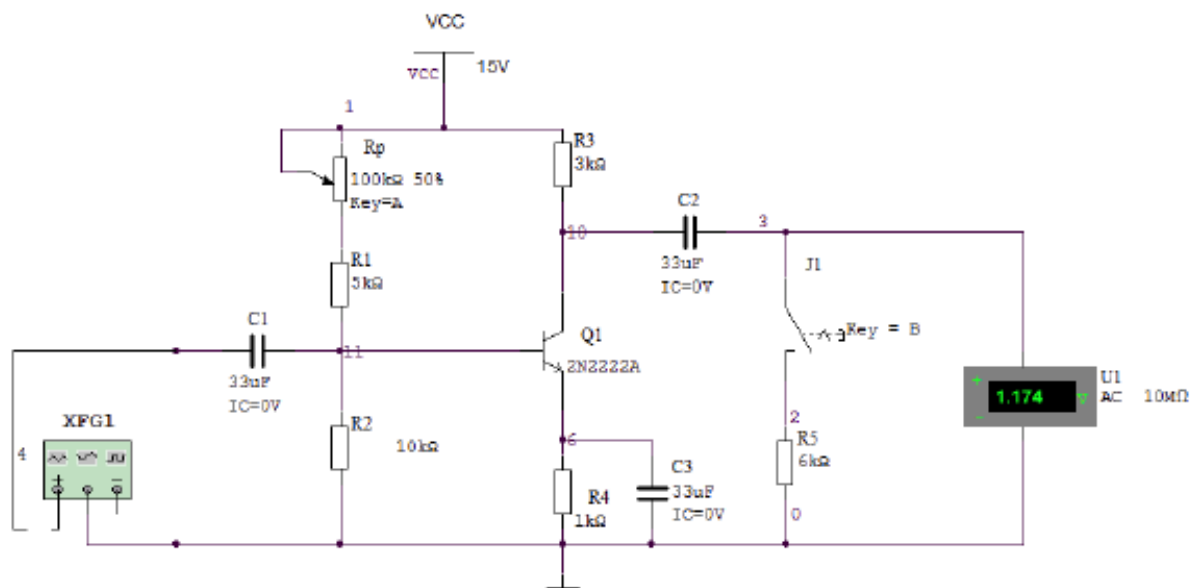 VCC
VCC 15V
1
Rp
100kΩ 50%
Key=A
R3
3kΩ
C2
10
3
33uF
IC=0V
J1
R1
5kΩ
C1
Q1
Key = B
11
2N2222A
33uF
IC=0V
+
1.174
-
U1
AC 10MΩ
XFG1
4
+
-
R2
10kΩ
6
2
R5
6kΩ
C3
33uF
IC=0V
R4
1kΩ
0